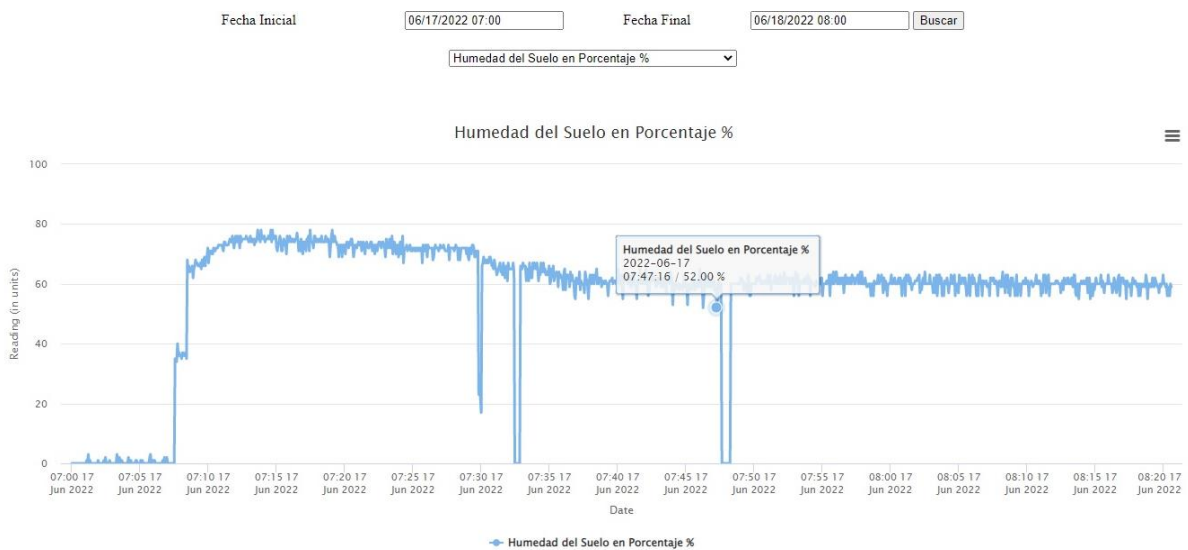 Fecha Inicial 06/17/2022 07:00 Fecha Final 06/18/2022 08:00 Buscar
Humedad del Suelo en Porcentaje %
Humedad del Suelo en Porcentaje %
100
80
60
40
20
0
Reading (in units)
Humedad del Suelo en Porcentaje %
2022-06-17
07:47:16 / 52.00 %
07:00 17 07:05 17 07:10 17 07:15 17 07:20 17 07:25 17 07:30 17 07:35 17 07:40 17 07:45 17 07:50 17 07:55 17 08:00 17 08:05 17 08:10 17 08:15 17 08:20 17
Jun 2022 Jun 2022 Jun 2022 Jun 2022 Jun 2022 Jun 2022 Jun 2022 Jun 2022 Jun 2022 Jun 2022 Jun 2022 Jun 2022 Jun 2022 Jun 2022 Jun 2022 Jun 2022 Jun 2022
Date
Humedad del Suelo en Porcentaje %